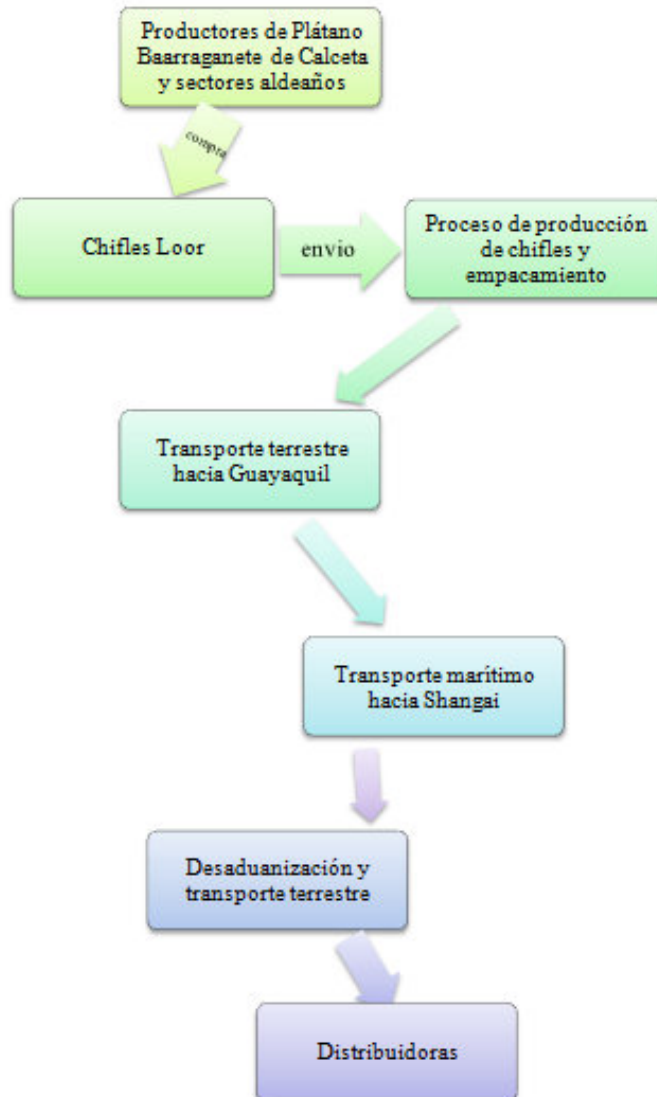 Productores de Plátano
Baarraganete de Calceta
y sectores aldeaños
compra
Chifles Loor
envio
Proceso de producción
de chifles y
empacamiento
Transporte terrestre
hacia Guayaquil
Transporte marítimo
hacia Shangai
Desaduanización y
transporte terrestre
Distribuidoras